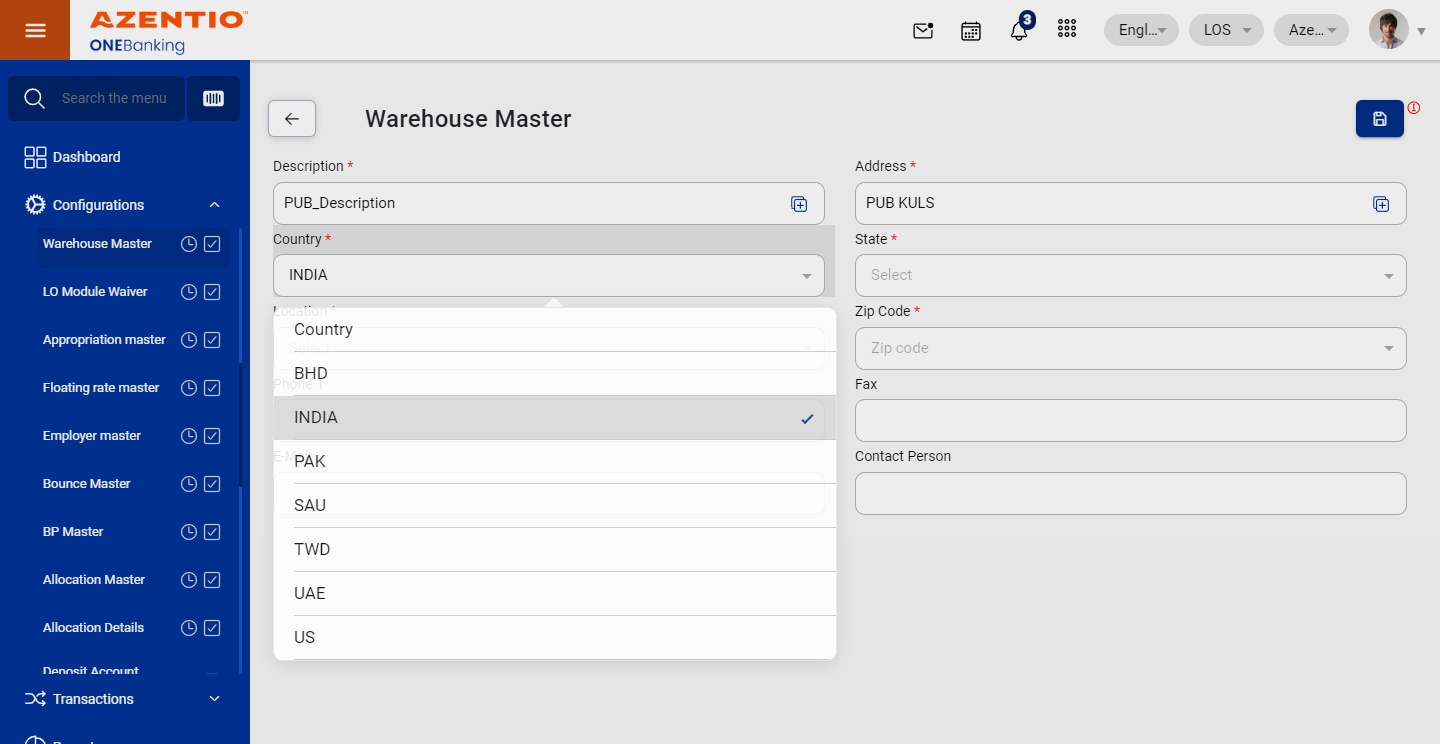 AZENTIO™
ONEBanking
3
Engl...
LOS
Aze...
Search the menu
Dashboard
Configurations
Warehouse Master
LO Module Waiver
Appropriation master
Floating rate master
Employer master
Bounce Master
BP Master
Allocation Master
Allocation Details
Deposit Account
Transactions
Warehouse Master
Description *
PUB_Description
Address *
PUB KULS
Country *
INDIA
State *
Select
Location *
Select
Zip Code *
Zip code
Phone 1
Fax
Contact Person
Country
BHD
INDIA
PAK
SAU
TWD
UAE
US